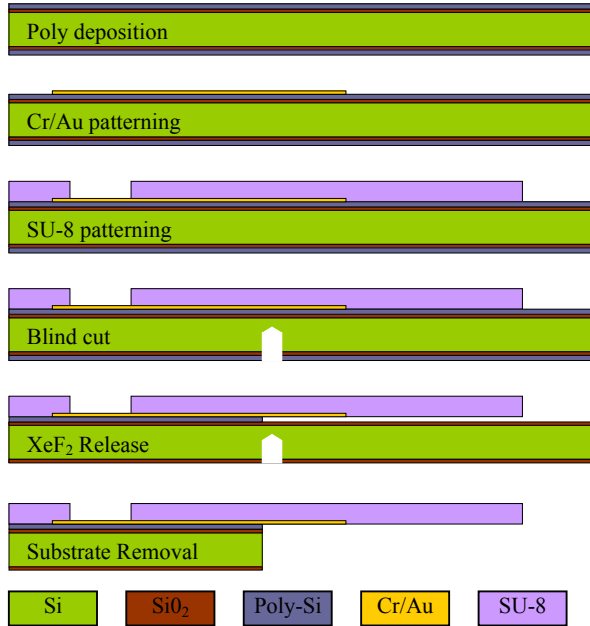 Poly deposition
Cr/Au patterning
SU-8 patterning
Blind cut
XeF₂ Release
Substrate Removal
Si
Si0₂
Poly-Si
Cr/Au
SU-8